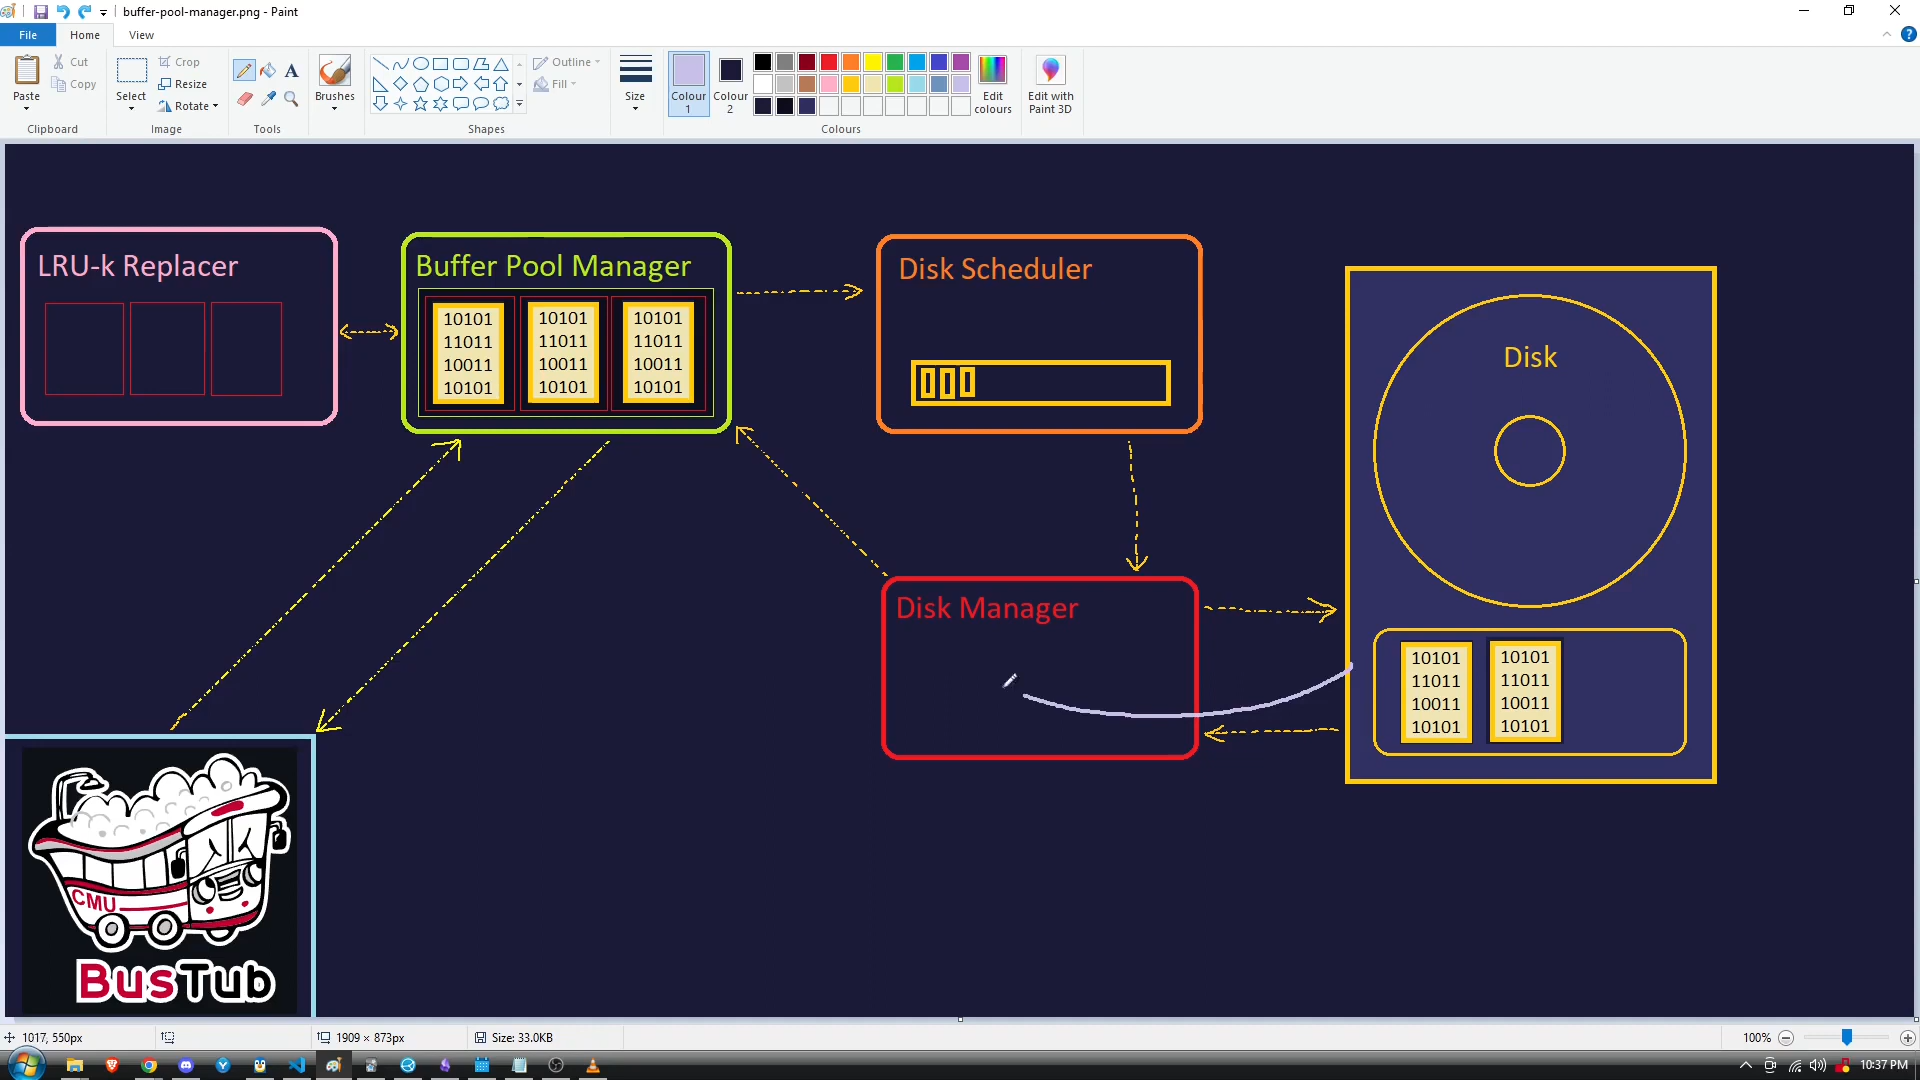 buffer-pool-manager.png - Paint
File
Home
View
Paste
Cut
Copy
Clipboard
Select
Crop
Resize
Rotate
Image
A
Tools
Brushes
Shapes
Outline
Fill
Size
Colour 1
Colour 2
Edit colours
Edit with Paint 3D
Colours
LRU-k Replacer
Buffer Pool Manager
10101
11011
10011
10101
10101
11011
10011
10101
10101
11011
10011
10101
Disk Scheduler
Disk
Disk Manager
10101
11011
10011
10101
10101
11011
10011
10101
CMU
BusTub
1017, 550px
1909 × 873px
Size: 33.0KB
100%
10:37 PM